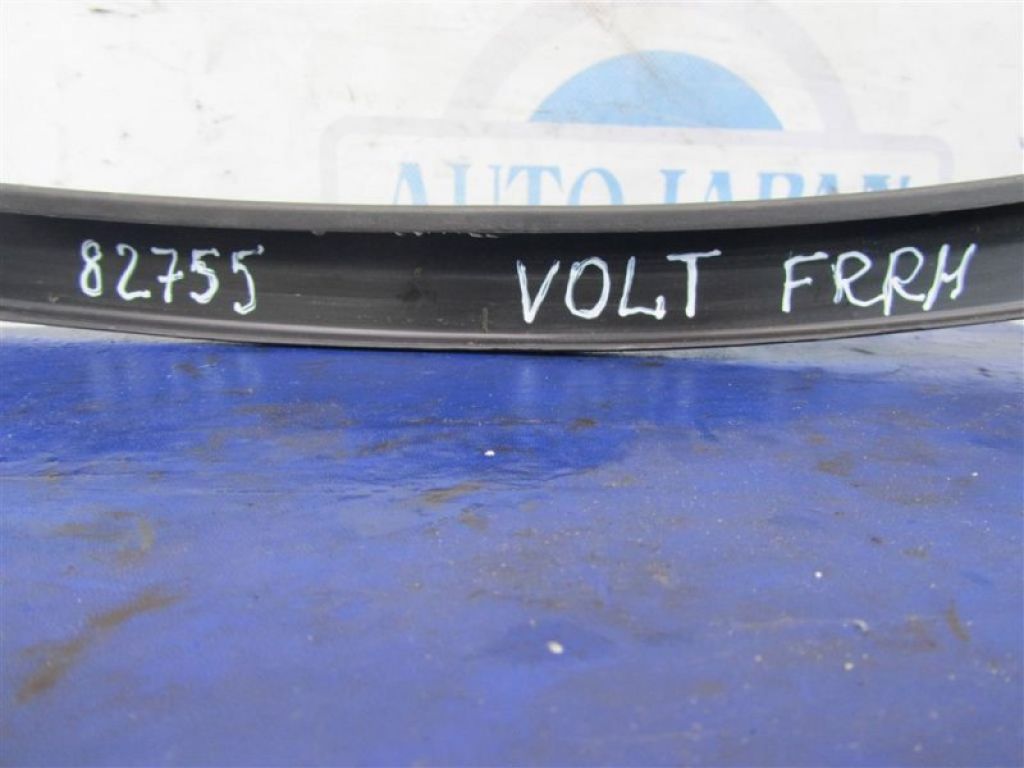 AUTO JAPAN
82755 VOLT FRRH